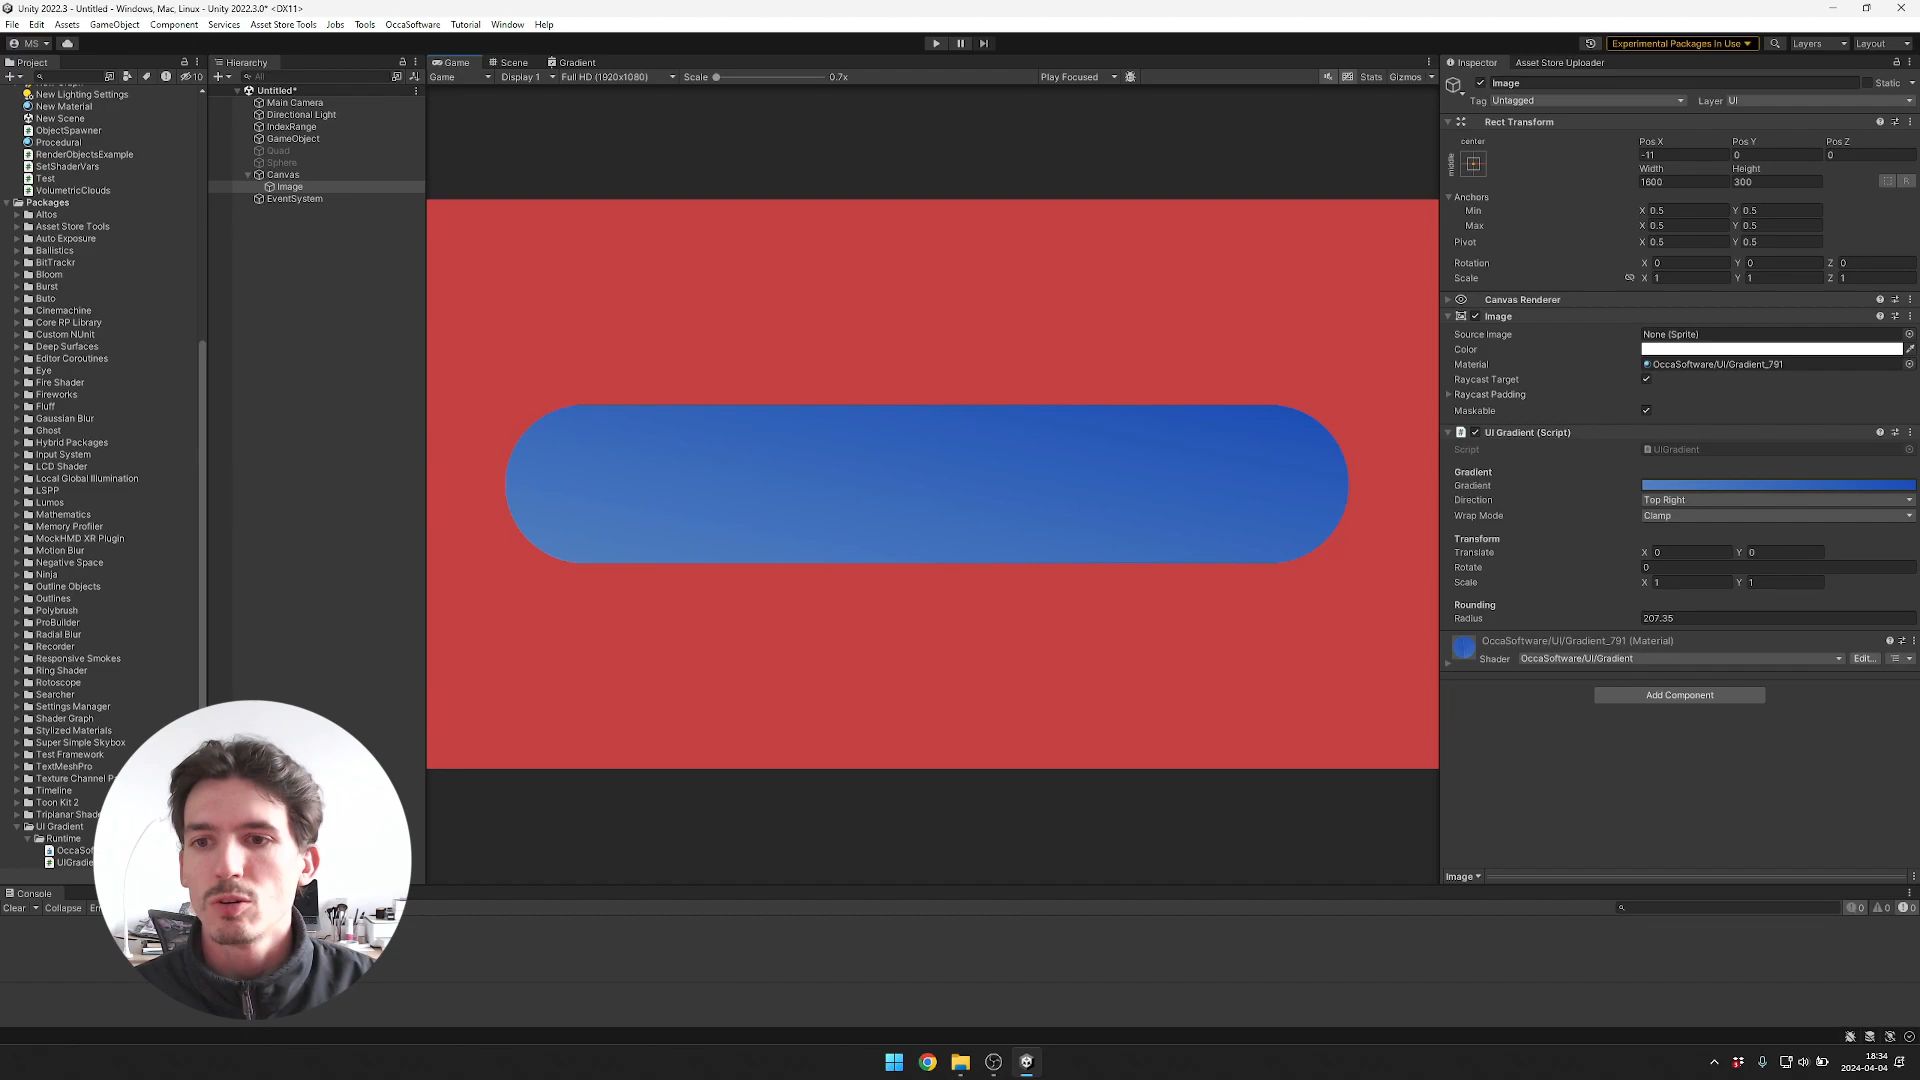 Unity 2022.3 - Untitled - Windows, Mac, Linux - Unity 2022.3.0* <DX11>
File Edit Assets GameObject Component Services Asset Store Tools Jobs Tools OccaSoftware Tutorial Window Help
MS
Experimental Packages In Use
Layers
Layout
Project
10
New Lighting Settings
New Material
New Scene
ObjectSpawner
Procedural
RenderObjectsExample
SetShaderVars
Test
VolumetricClouds
Packages
Altos
Asset Store Tools
Auto Exposure
Ballistics
BitTrackr
Bloom
Burst
Buto
Cinemachine
Core RP Library
Custom NUnit
Deep Surfaces
Editor Coroutines
Eye
Fire Shader
Fireworks
Fluff
Gaussian Blur
Ghost
Hybrid Packages
Input System
LCD Shader
Local Global Illumination
LSPP
Lumos
Mathematics
Memory Profiler
MockHMD XR Plugin
Motion Blur
Negative Space
Ninja
Outline Objects
Outlines
Polybrush
ProBuilder
Radial Blur
Recorder
Responsive Smokes
Ring Shader
Rotoscope
Searcher
Settings Manager
Shader Graph
Stylized Materials
Super Simple Skybox
Test Framework
TextMeshPro
Texture Channel P
Timeline
Toon Kit 2
Triplanar Shad
UI Gradient
Runtime
OccaSof
UIGradie
Hierarchy
All
Untitled*
Main Camera
Directional Light
IndexRange
GameObject
Quad
Sphere
Canvas
Image
EventSystem
Game Scene Gradient
Game Display 1 Full HD (1920x1080) Scale 0.7x Play Focused Stats Gizmos
Inspector Asset Store Uploader
Image Static
Tag Untagged Layer UI
Rect Transform
center Pos X Pos Y Pos Z
middle -11 0 0
Width Height
1600 300
R
Anchors
Min X 0.5 Y 0.5
Max X 0.5 Y 0.5
Pivot X 0.5 Y 0.5
Rotation X 0 Y 0 Z 0
Scale X 1 Y 1 Z 1
Canvas Renderer
Image
Source Image None (Sprite)
Color
Material OccaSoftware/UI/Gradient_791
Raycast Target
Raycast Padding
Maskable
# UI Gradient (Script)
Script UIGradient
Gradient
Gradient
Direction Top Right
Wrap Mode Clamp
Transform
Translate X 0 Y 0
Rotate 0
Scale X 1 Y 1
Rounding
Radius 207.35
OccaSoftware/UI/Gradient_791 (Material)
Shader OccaSoftware/UI/Gradient Edit...
Add Component
Image
Console
Clear Collapse Er
0 0 0
18:34
2024-04-04